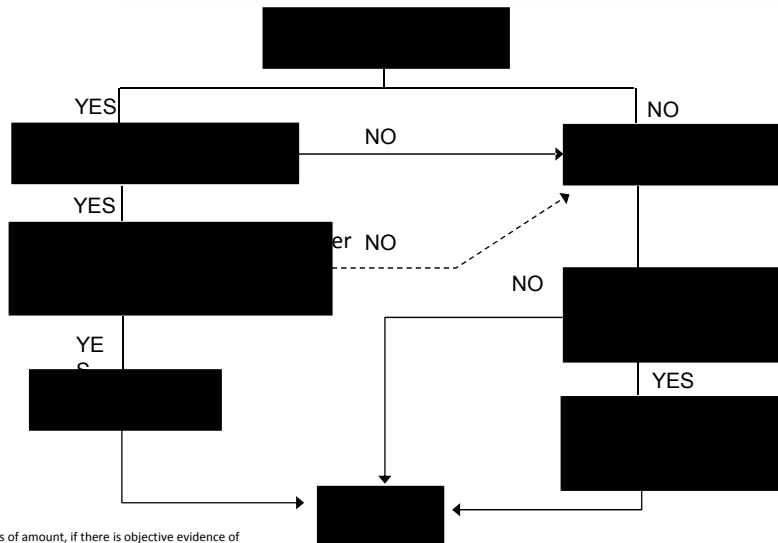 YES
NO
NO
YES
er NO
NO
YE
S
YES
s of amount, if there is objective evidence of